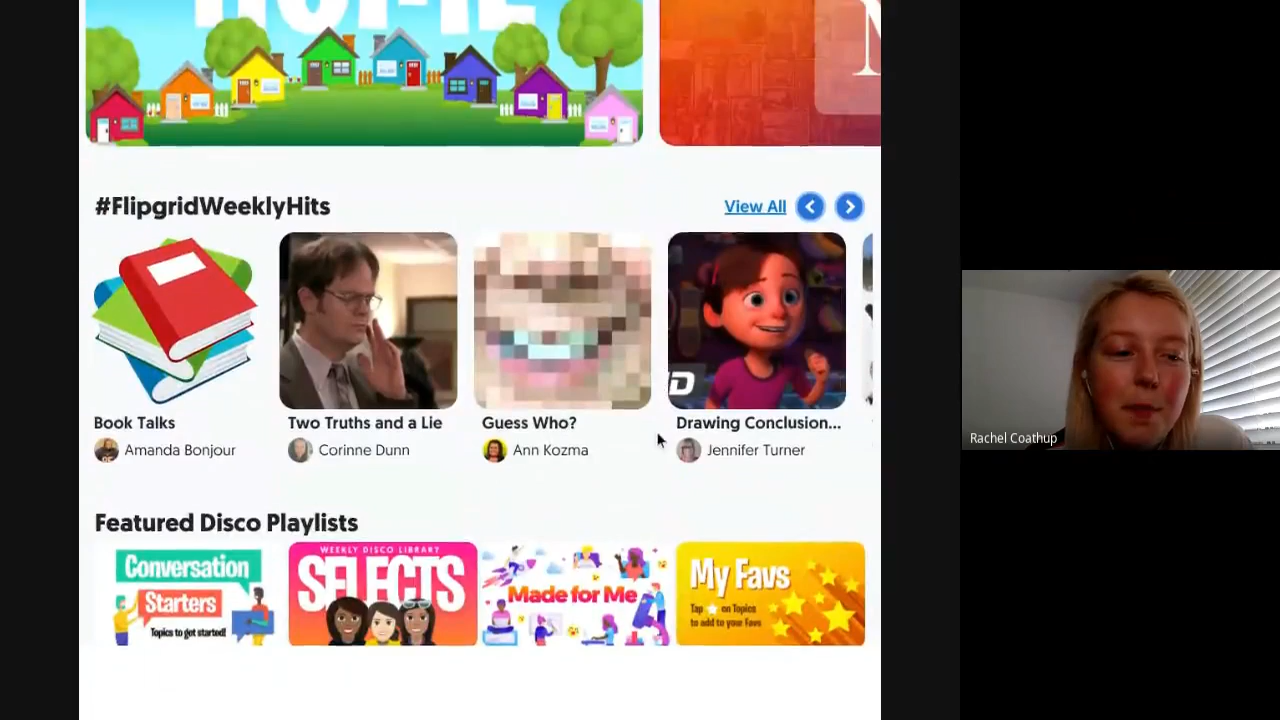 HOME
#FlipgridWeeklyHits
View All
Book Talks
Amanda Bonjour
Two Truths and a Lie
Corinne Dunn
Guess Who?
Ann Kozma
Drawing Conclusion...
Jennifer Turner
Rachel Coathup
Featured Disco Playlists
Conversation
Starters
Topics to get started!
WEEKLY DISCO LIBRARY
SELECTS
Made for Me
My Favs
Tap on Topics
to add to your Favs